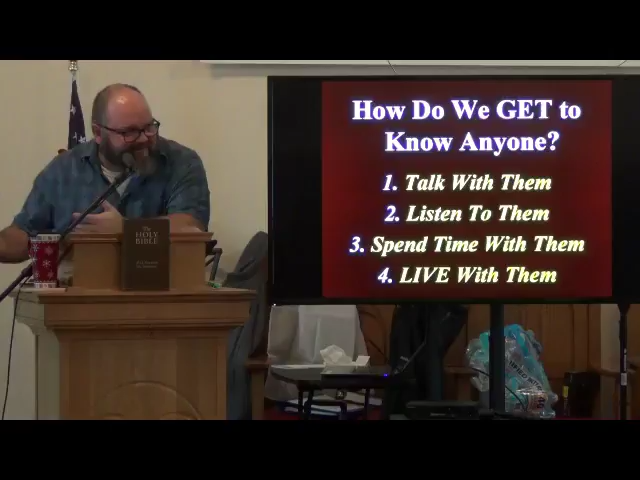 How Do We GET to
Know Anyone?
1. Talk With Them
2. Listen To Them
3. Spend Time With Them
4. LIVE With Them
The
HOLY
BIBLE